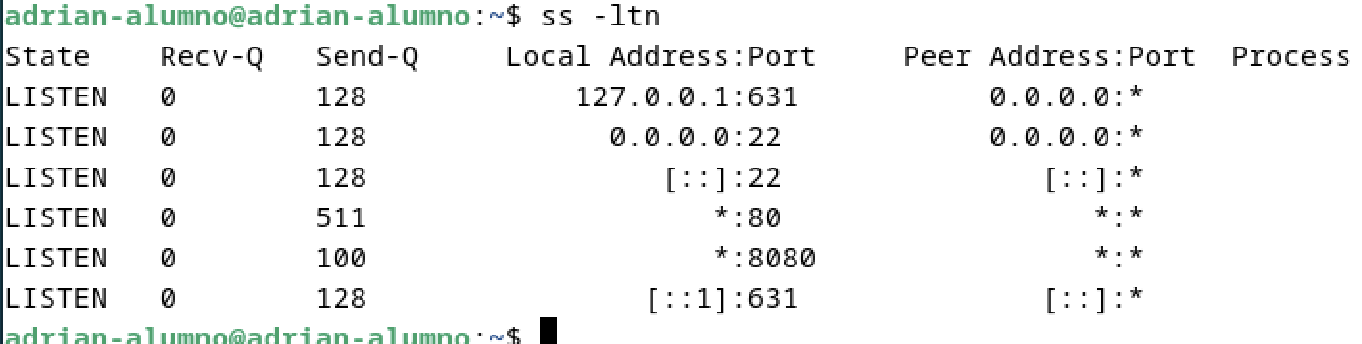 adrian-alumno@adrian-alumno:~$ ss -ltn
State Recv-Q Send-Q Local Address:Port Peer Address:Port Process
LISTEN 0 128 127.0.0.1:631 0.0.0.0:*
LISTEN 0 128 0.0.0.0:22 0.0.0.0:*
LISTEN 0 128 [::]:22 [::]:*
LISTEN 0 511 *:80 *:*
LISTEN 0 100 *:8080 *:*
LISTEN 0 128 [::1]:631 [::]:*
adrian-alumno@adrian-alumno:~$